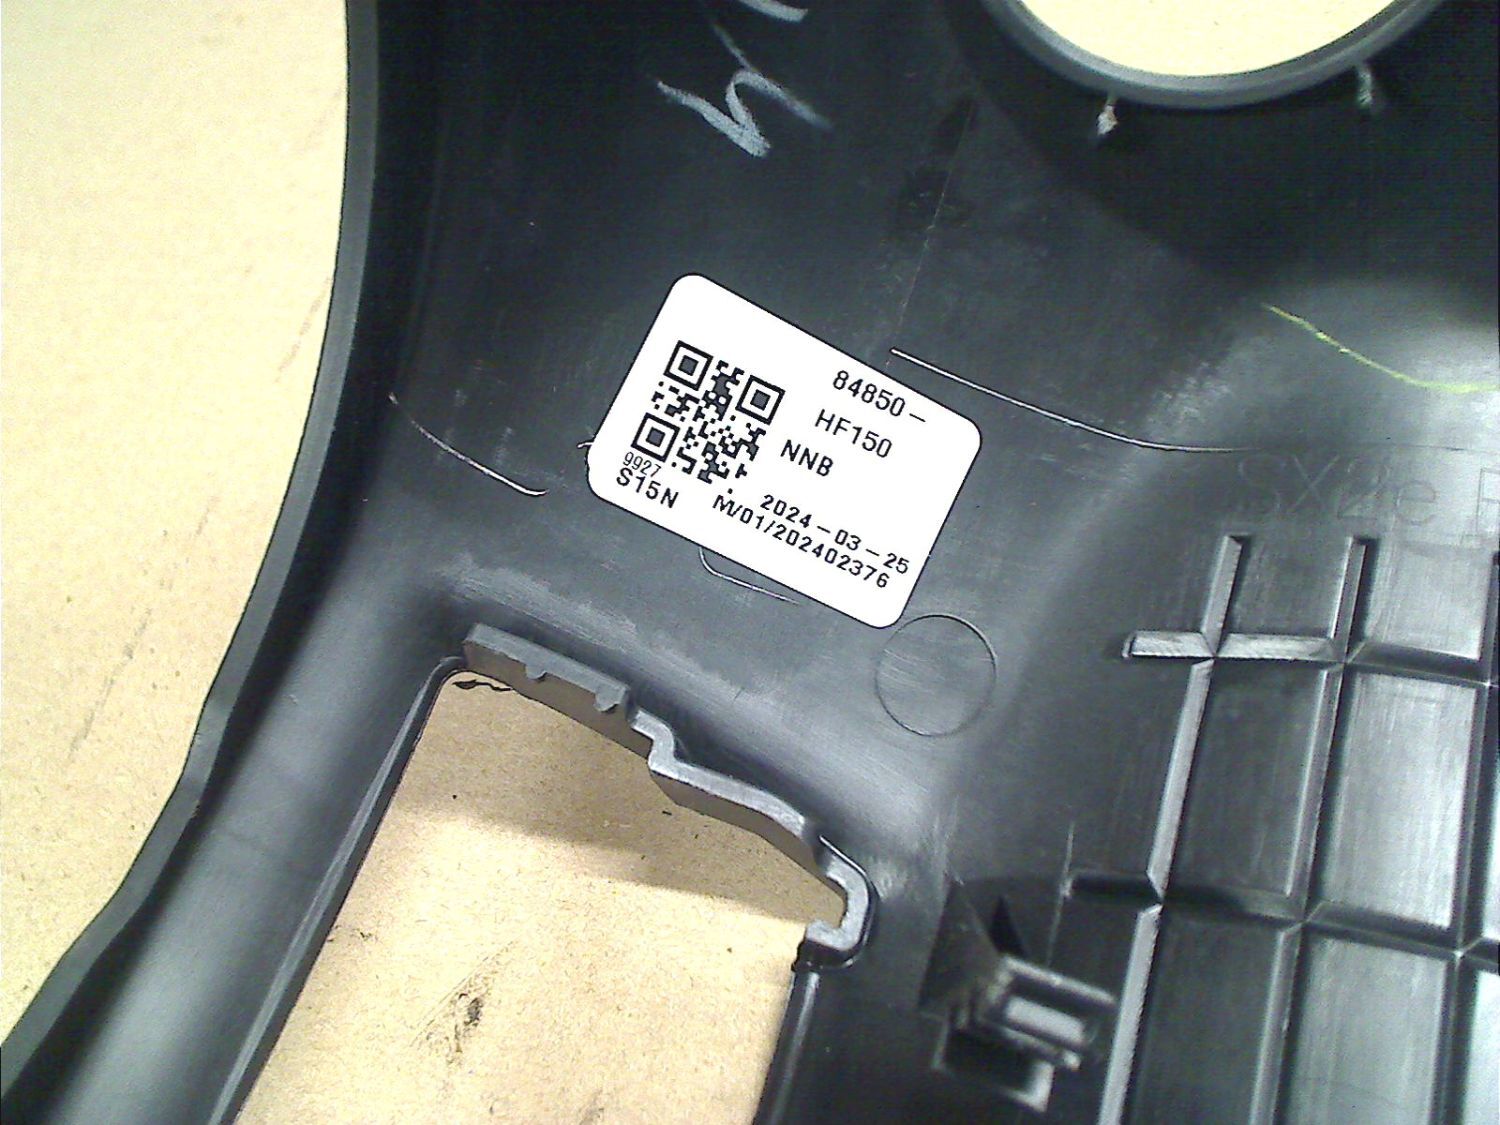 84850-
HF150
NNB
9927
S15N
2024-03-25
M/01/202402376